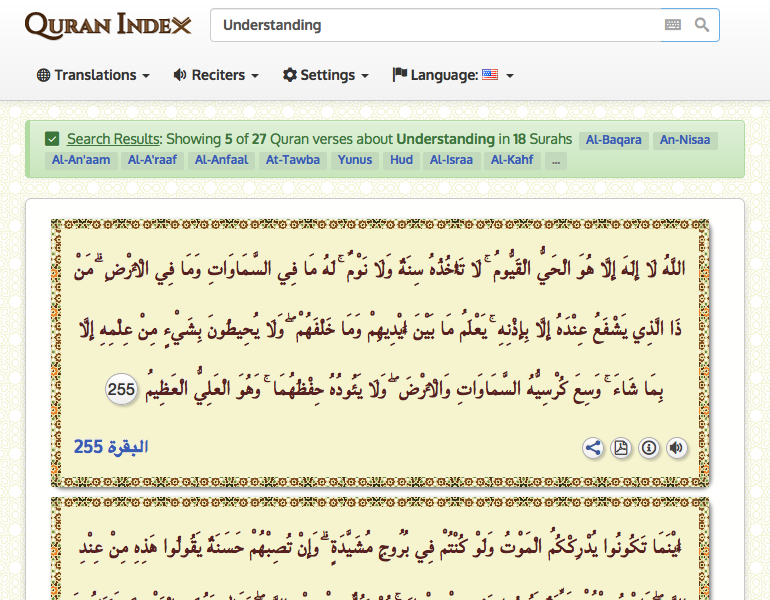 QURAN INDEX
Understanding
Translations Reciters Settings Language:
Search Results: Showing 5 of 27 Quran verses about Understanding in 18 Surahs Al-Baqara An-Nisaa
Al-An'aam Al-A'raaf Al-Anfaal At-Tawba Yunus Hud Al-Israa Al-Kahf ...
اللَّهُ لَا إِلَهَ إِلَّا هُوَ الْحَيُّ الْقَيُّومُ ۚ لَا تَأْخُذُهُ سِنَةٌ وَلَا نَوْمٌ ۚ لَهُ مَا فِي السَّمَاوَاتِ وَمَا فِي الْأَرْضِ ۗ مَنْ
ذَا الَّذِي يَشْفَعُ عِنْدَهُ إِلَّا بِإِذْنِهِ ۚ يَعْلَمُ مَا بَيْنَ أَيْدِيهِمْ وَمَا خَلْفَهُمْ ۖ وَلَا يُحِيطُونَ بِشَيْءٍ مِنْ عِلْمِهِ إِلَّا
بِمَا شَاءَ ۚ وَسِعَ كُرْسِيُّهُ السَّمَاوَاتِ وَالْأَرْضَ ۖ وَلَا يَئُودُهُ حِفْظُهُمَا ۚ وَهُوَ الْعَلِيُّ الْعَظِيمُ 255
البقرة 255
أَيْنَمَا تَكُونُوا يُدْرِكْكُمُ الْمَوْتُ وَلَوْ كُنْتُمْ فِي بُرُوجٍ مُشَيَّدَةٍ ۗ وَإِنْ تُصِبْهُمْ حَسَنَةٌ يَقُولُوا هَذِهِ مِنْ عِنْدِ